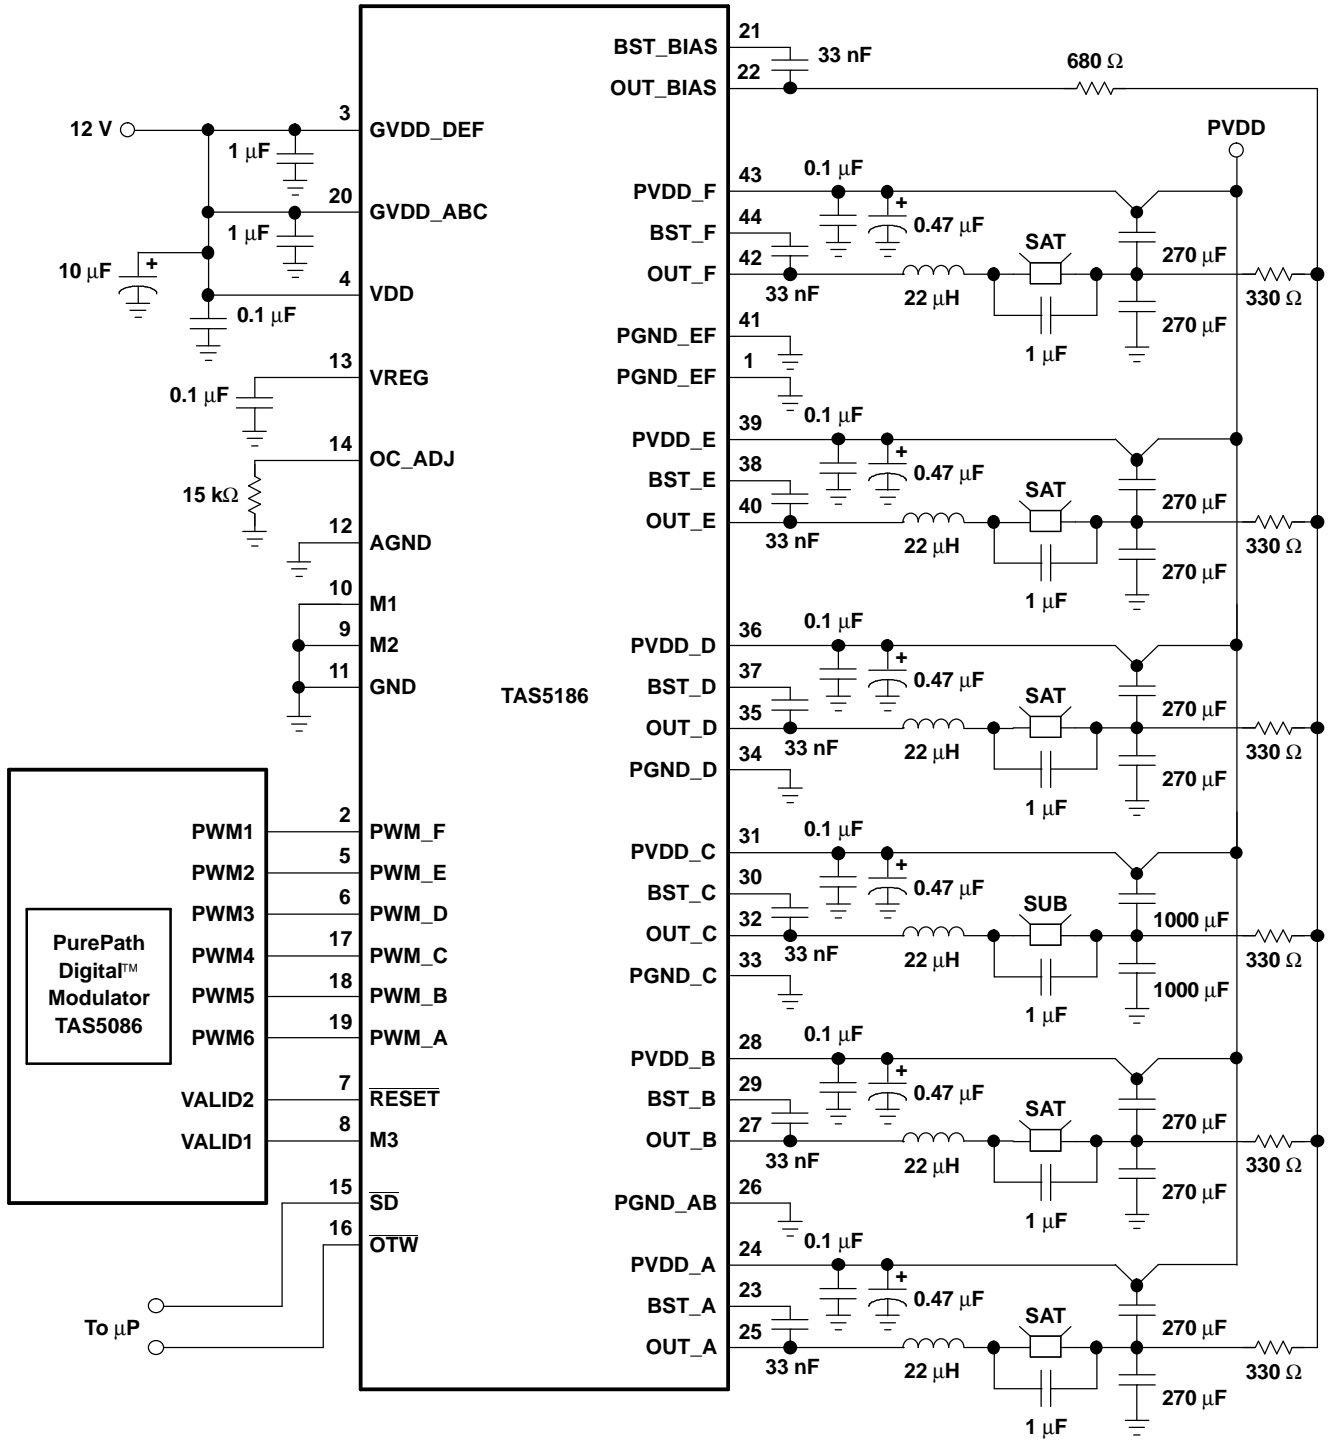 21
BST_BIAS
33 nF
22
OUT_BIAS
680 Ω
12 V
3
GVDD_DEF
1 μF
20
GVDD_ABC
1 μF
10 μF
+
4
VDD
0.1 μF
13
VREG
0.1 μF
14
OC_ADJ
15 kΩ
12
AGND
10
M1
9
M2
11
GND
TAS5186
PVDD
43
PVDD_F
0.1 μF
+
0.47 μF
44
BST_F
42
OUT_F
33 nF
22 μH
SAT
1 μF
270 μF
270 μF
330 Ω
41
PGND_EF
1
PGND_EF
39
PVDD_E
0.1 μF
+
0.47 μF
38
BST_E
40
OUT_E
33 nF
22 μH
SAT
1 μF
270 μF
270 μF
330 Ω
36
PVDD_D
0.1 μF
+
0.47 μF
37
BST_D
35
OUT_D
33 nF
22 μH
SAT
1 μF
270 μF
270 μF
330 Ω
34
PGND_D
31
PVDD_C
0.1 μF
+
0.47 μF
30
BST_C
32
OUT_C
33 nF
22 μH
SUB
1 μF
1000 μF
1000 μF
330 Ω
33
PGND_C
28
PVDD_B
0.1 μF
+
0.47 μF
29
BST_B
27
OUT_B
33 nF
22 μH
SAT
1 μF
270 μF
270 μF
330 Ω
26
PGND_AB
24
PVDD_A
0.1 μF
+
0.47 μF
23
BST_A
25
OUT_A
33 nF
22 μH
SAT
1 μF
270 μF
270 μF
330 Ω
PurePath
Digital™
Modulator
TAS5086
PWM1
2
PWM_F
PWM2
5
PWM_E
PWM3
6
PWM_D
PWM4
17
PWM_C
PWM5
18
PWM_B
PWM6
19
PWM_A
VALID2
7
RESET
VALID1
8
M3
15
SD
16
OTW
To μP